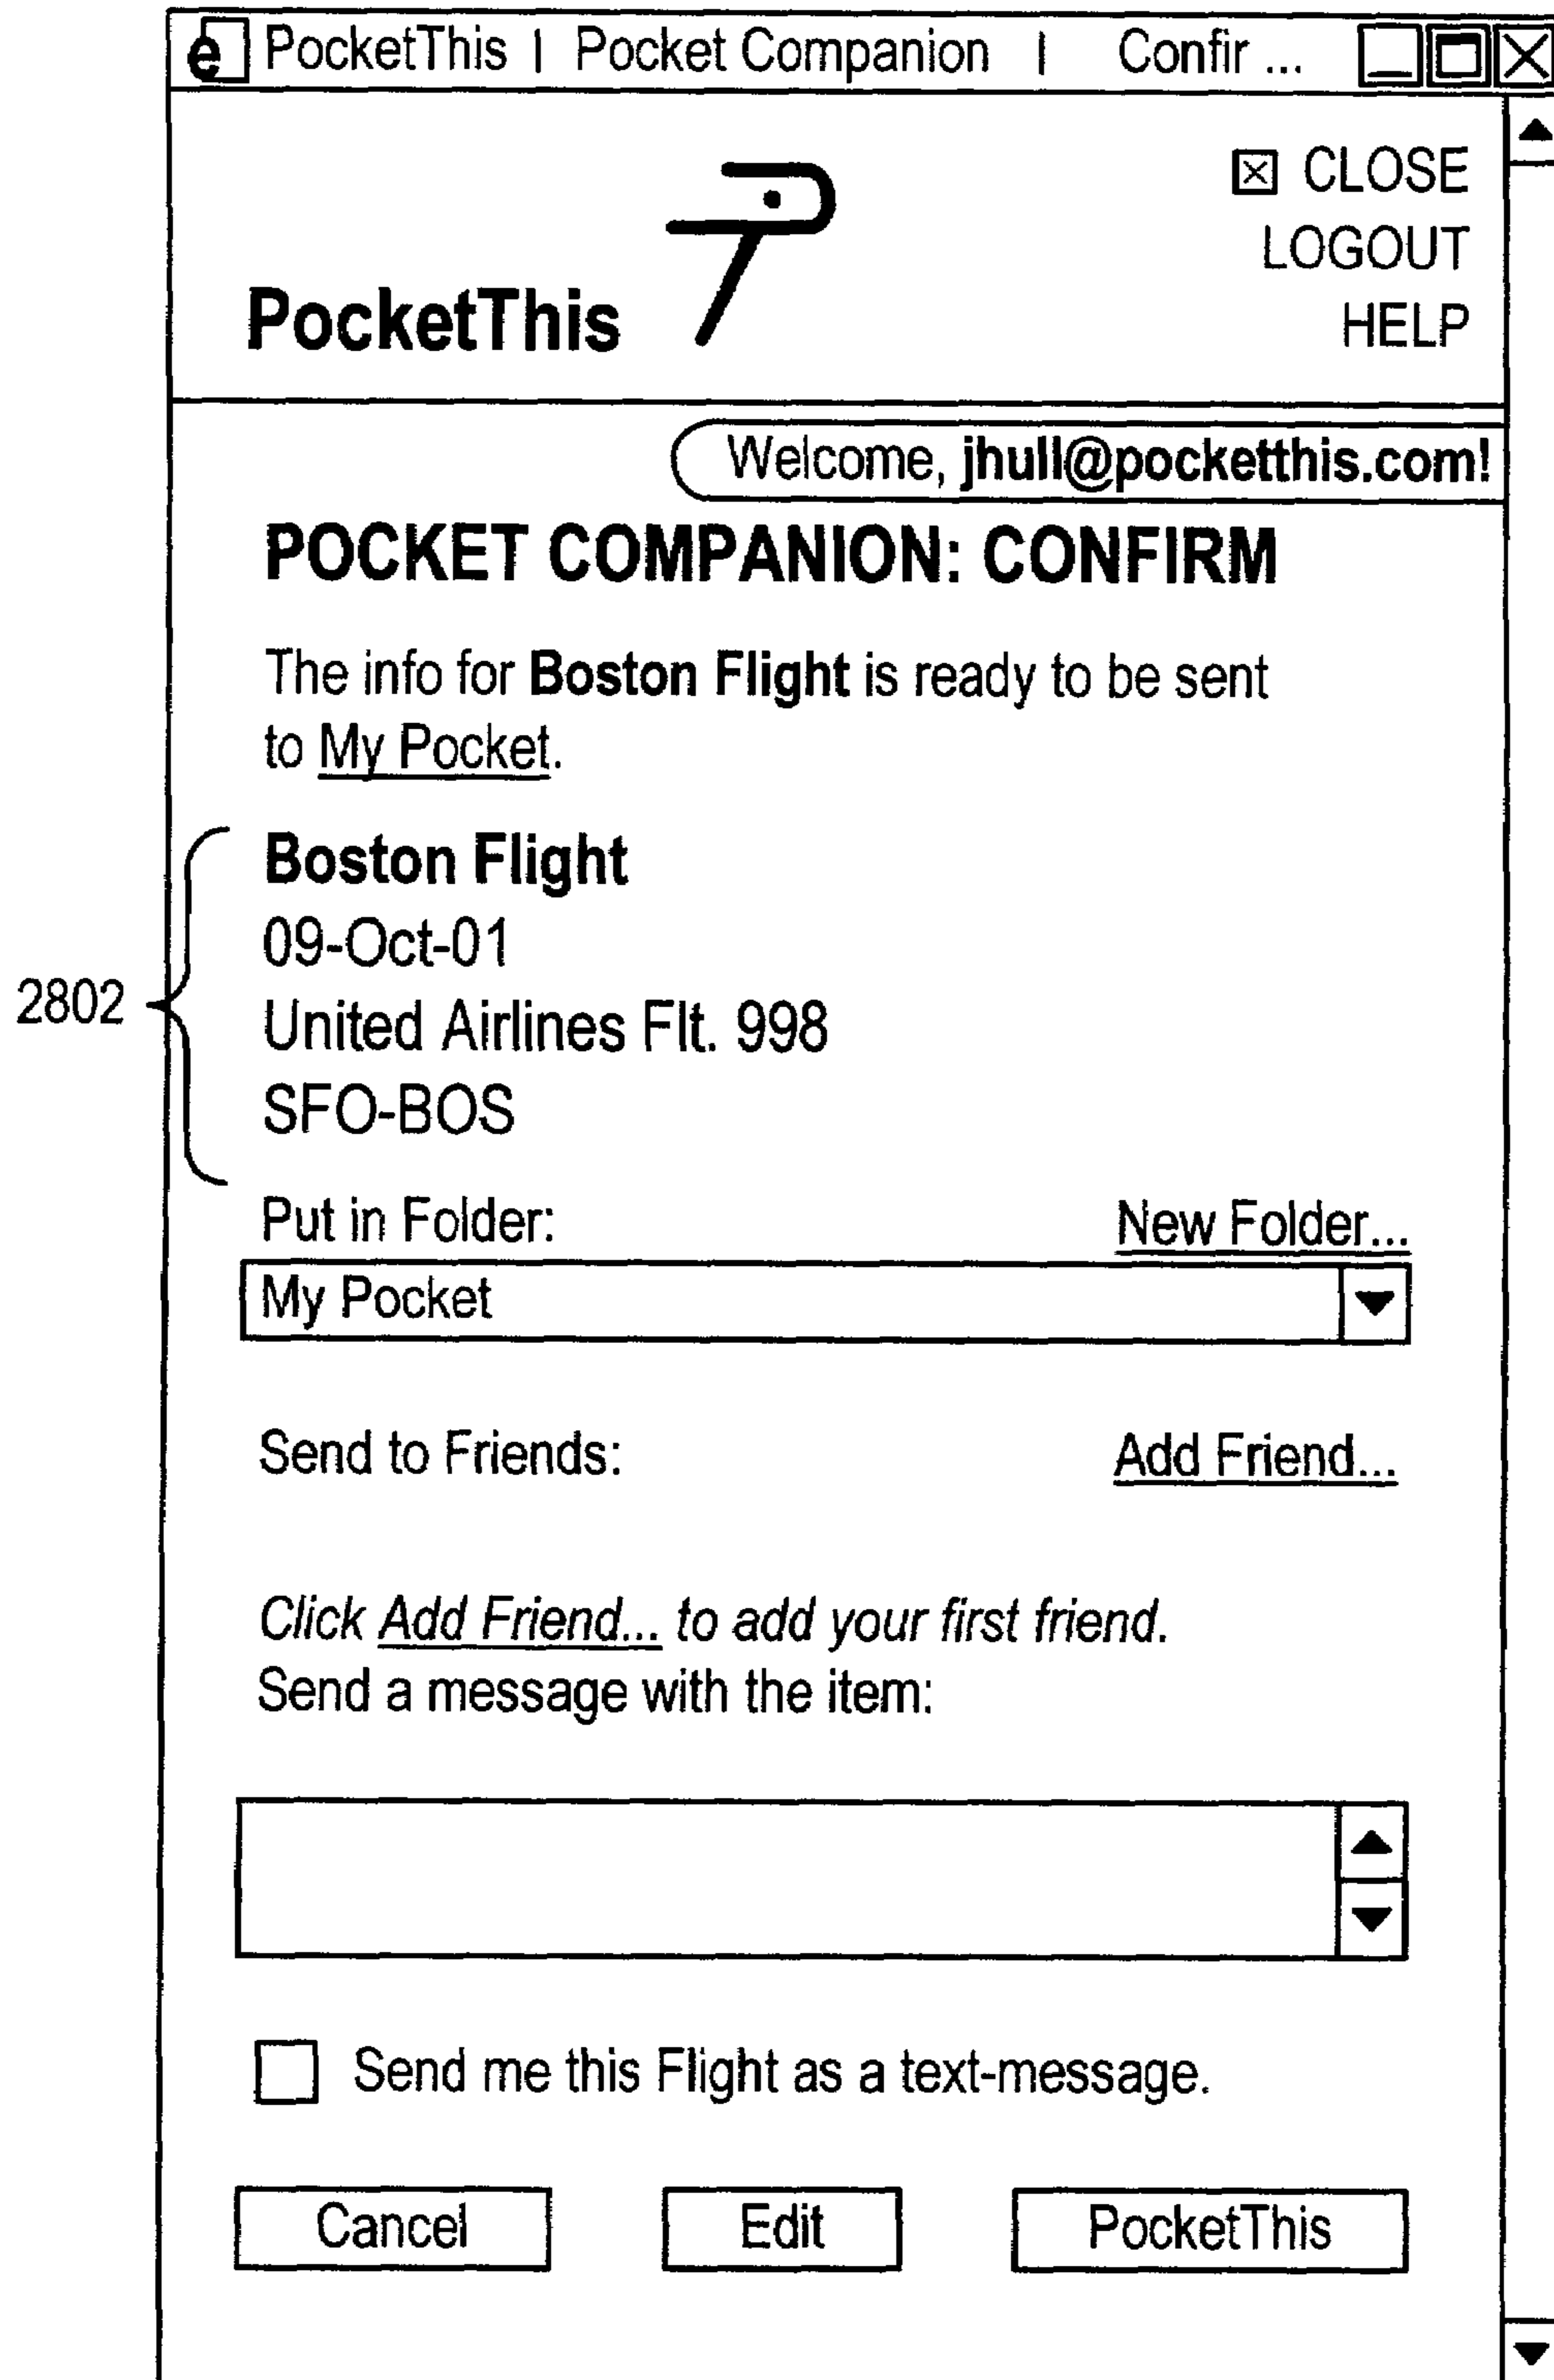 e PocketThis | Pocket Companion | Confir ...
CLOSE
LOGOUT
PocketThis HELP
Welcome, jhull@pocketthis.com!
POCKET COMPANION: CONFIRM
The info for Boston Flight is ready to be sent
to My Pocket.
Boston Flight
09-Oct-01
2802
United Airlines Flt. 998
SFO-BOS
Put in Folder: New Folder...
My Pocket
Send to Friends: Add Friend...
Click Add Friend... to add your first friend.
Send a message with the item:
Send me this Flight as a text-message.
Cancel Edit PocketThis